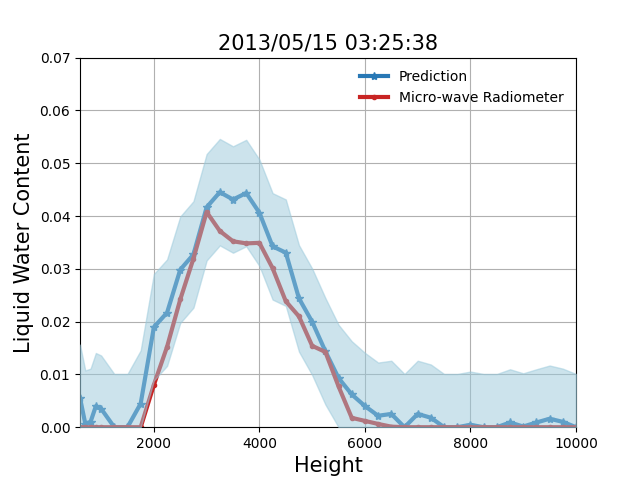 2013/05/15 03:25:38
Prediction
Micro-wave Radiometer
Liquid Water Content
0.07
0.06
0.05
0.04
0.03
0.02
0.01
0.00
2000 4000 6000 8000 10000
Height